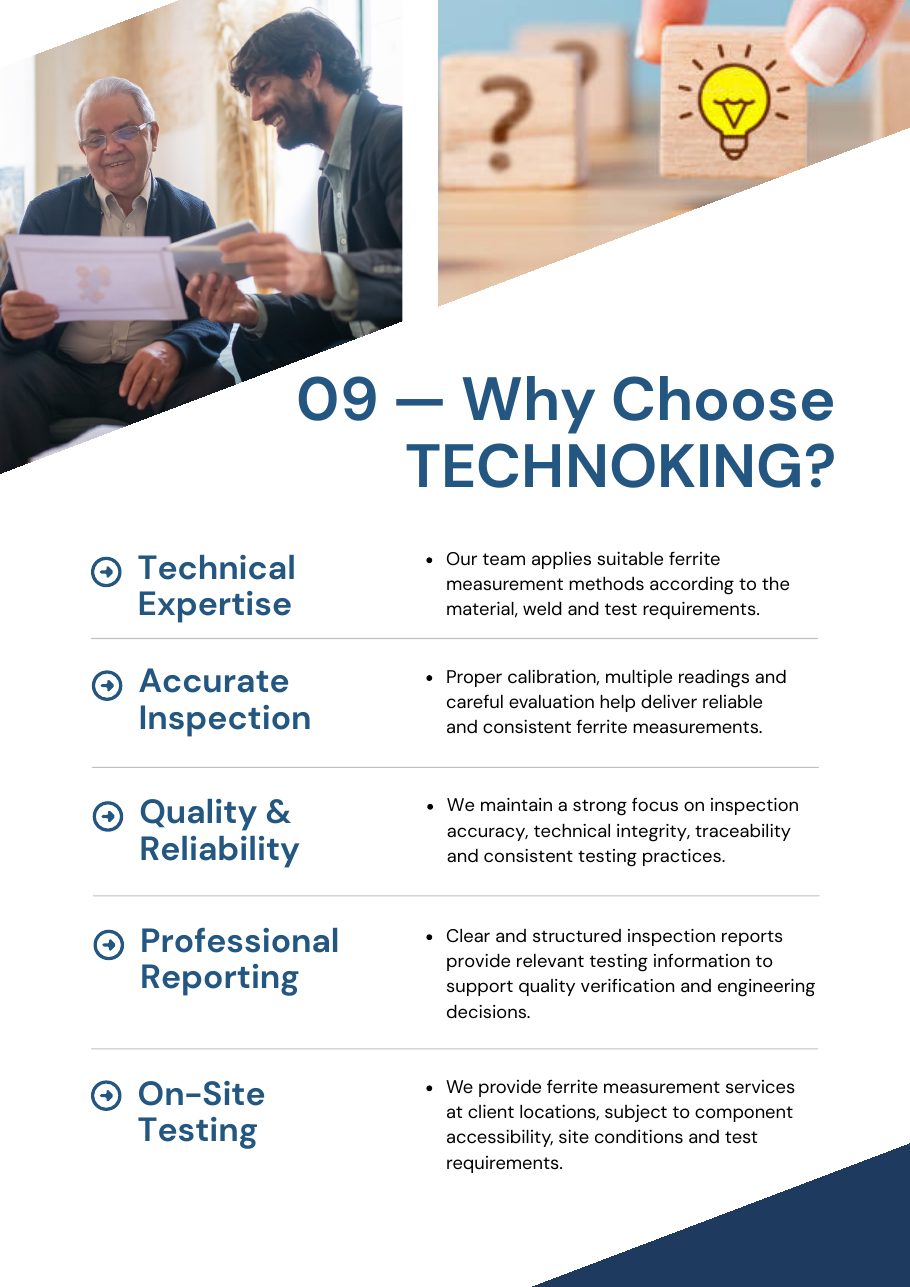 ?
?
09 — Why Choose
TECHNOKING?
Technical
Expertise
• Our team applies suitable ferrite
measurement methods according to the
material, weld and test requirements.
Accurate
Inspection
• Proper calibration, multiple readings and
careful evaluation help deliver reliable
and consistent ferrite measurements.
Quality &
Reliability
• We maintain a strong focus on inspection
accuracy, technical integrity, traceability
and consistent testing practices.
Professional
Reporting
• Clear and structured inspection reports
provide relevant testing information to
support quality verification and engineering
decisions.
On-Site
Testing
• We provide ferrite measurement services
at client locations, subject to component
accessibility, site conditions and test
requirements.